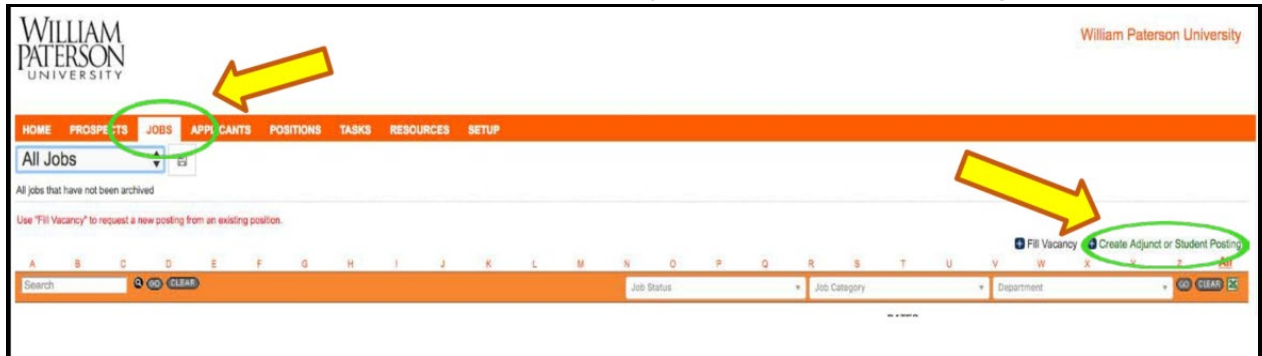 WILLIAM
PATERSON
UNIVERSITY
William Paterson University
HOME PROSPECTS JOBS APPLICANTS POSITIONS TASKS RESOURCES SETUP
All Jobs
All jobs that have not been archived
Use "Fill Vacancy" to request a new posting from an existing position.
Fill Vacancy Create Adjunct or Student Posting
A B C D E F G H I J K L M N O P Q R S T U V W X Y Z All
Search GO CLEAR Job Status Job Category Department GO CLEAR